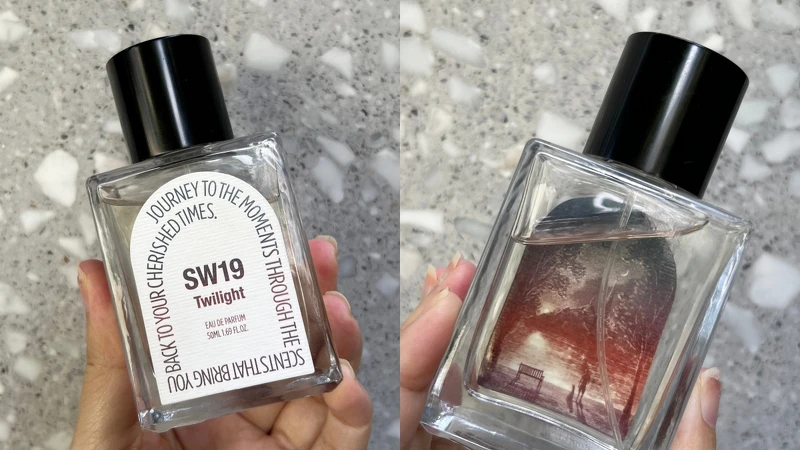 JOURNEY TO THE MOMENTS THROUGH THE
SCENTS THAT BRING YOU
BACK TO YOUR CHERISHED TIMES.
SW19
Twilight
EAU DE PARFUM
50ML 1.69 FL.OZ.